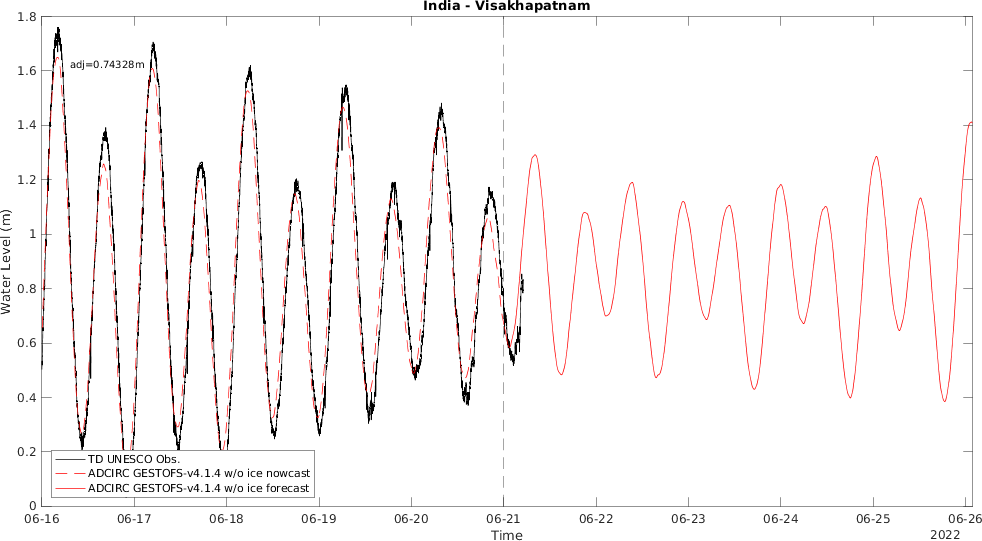 India - Visakhapatnam
1.8
1.6
1.4
1.2
1
0.8
0.6
0.4
0.2
0
Water Level (m)
adj=0.74328m
TD UNESCO Obs.
ADCIRC GESTOFS-v4.1.4 w/o ice nowcast
ADCIRC GESTOFS-v4.1.4 w/o ice forecast
06-16 06-17 06-18 06-19 06-20 06-21 06-22 06-23 06-24 06-25 06-26
Time
2022